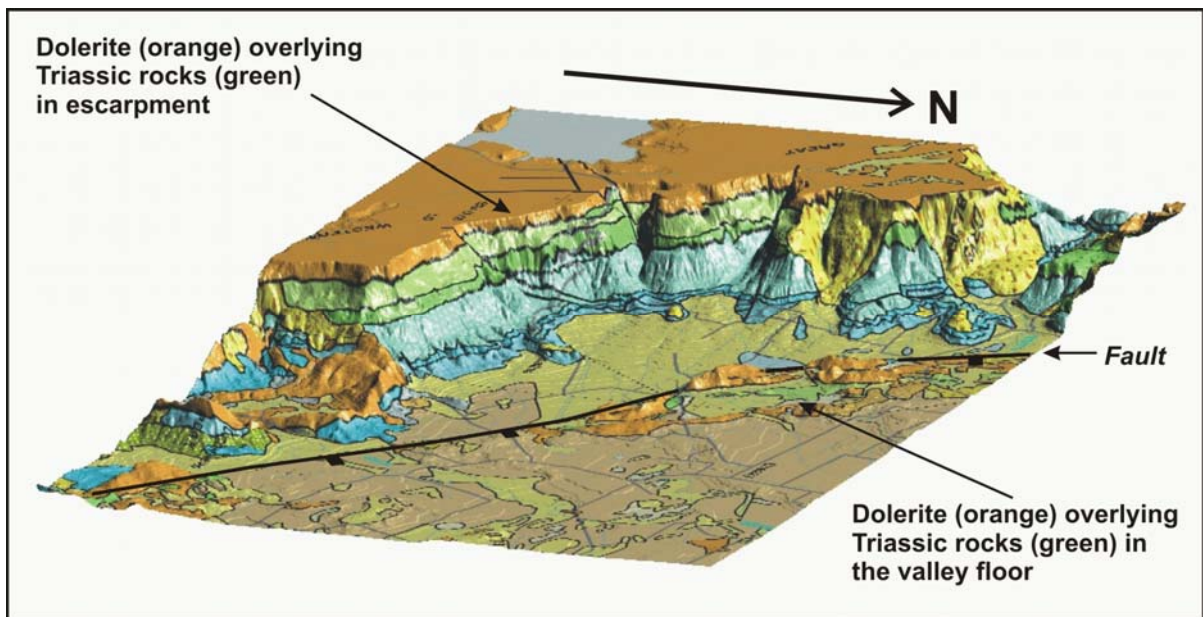 Dolerite (orange) overlying
Triassic rocks (green)
in escarpment
N
GREAT
Fault
Dolerite (orange) overlying
Triassic rocks (green) in
the valley floor